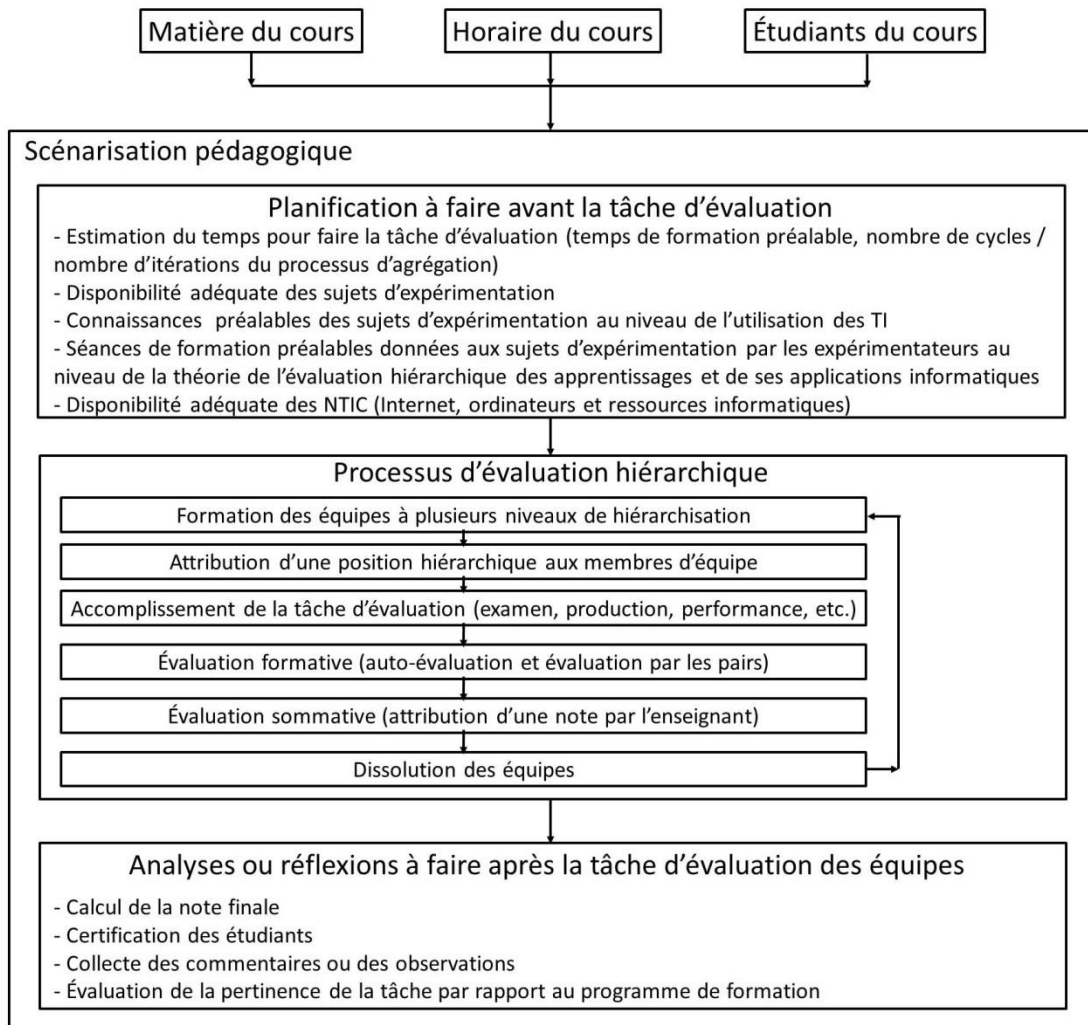 Matière du cours
Horaire du cours
Étudiants du cours
Scénarisation pédagogique
Planification à faire avant la tâche d’évaluation
- Estimation du temps pour faire la tâche d’évaluation (temps de formation préalable, nombre de cycles /
nombre d’itérations du processus d’agrégation)
- Disponibilité adéquate des sujets d’expérimentation
- Connaissances préalables des sujets d’expérimentation au niveau de l’utilisation des TI
- Séances de formation préalables données aux sujets d’expérimentation par les expérimentateurs au
niveau de la théorie de l’évaluation hiérarchique des apprentissages et de ses applications informatiques
- Disponibilité adéquate des NTIC (Internet, ordinateurs et ressources informatiques)
Processus d’évaluation hiérarchique
Formation des équipes à plusieurs niveaux de hiérarchisation
Attribution d’une position hiérarchique aux membres d’équipe
Accomplissement de la tâche d’évaluation (examen, production, performance, etc.)
Évaluation formative (auto-évaluation et évaluation par les pairs)
Évaluation sommative (attribution d’une note par l’enseignant)
Dissolution des équipes
Analyses ou réflexions à faire après la tâche d’évaluation des équipes
- Calcul de la note finale
- Certification des étudiants
- Collecte des commentaires ou des observations
- Évaluation de la pertinence de la tâche par rapport au programme de formation